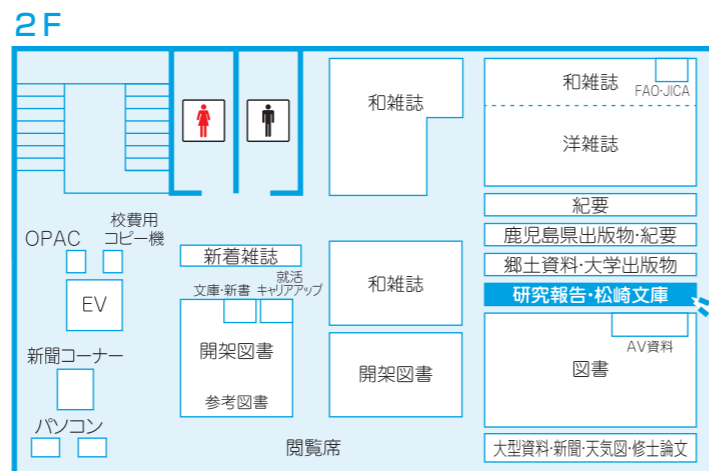 2F
和雑誌
和雑誌
FAO・JICA
洋雑誌
紀要
鹿児島県出版物・紀要
郷土資料・大学出版物
研究報告・松崎文庫
OPAC
校費用
コピー機
新着雑誌
就活
文庫・新書 キャリアアップ
和雑誌
EV
開架図書
参考図書
開架図書
図書
AV資料
新聞コーナー
パソコン
閲覧席
大型資料・新聞・天気図・修士論文